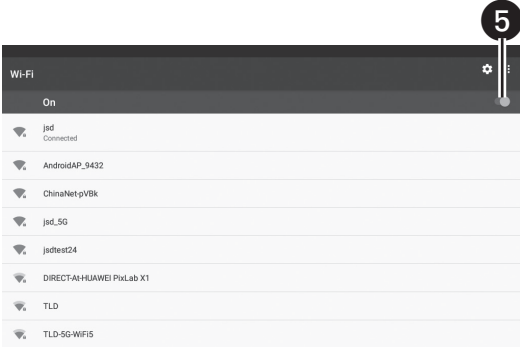 5
Wi-Fi
On
jsd
Connected
AndroidAP_9432
ChinaNet-pVBk
jsd_5G
jsdtest24
DIRECT-At-HUAWEI PixLab X1
TLD
TLD-5G-WiFi5